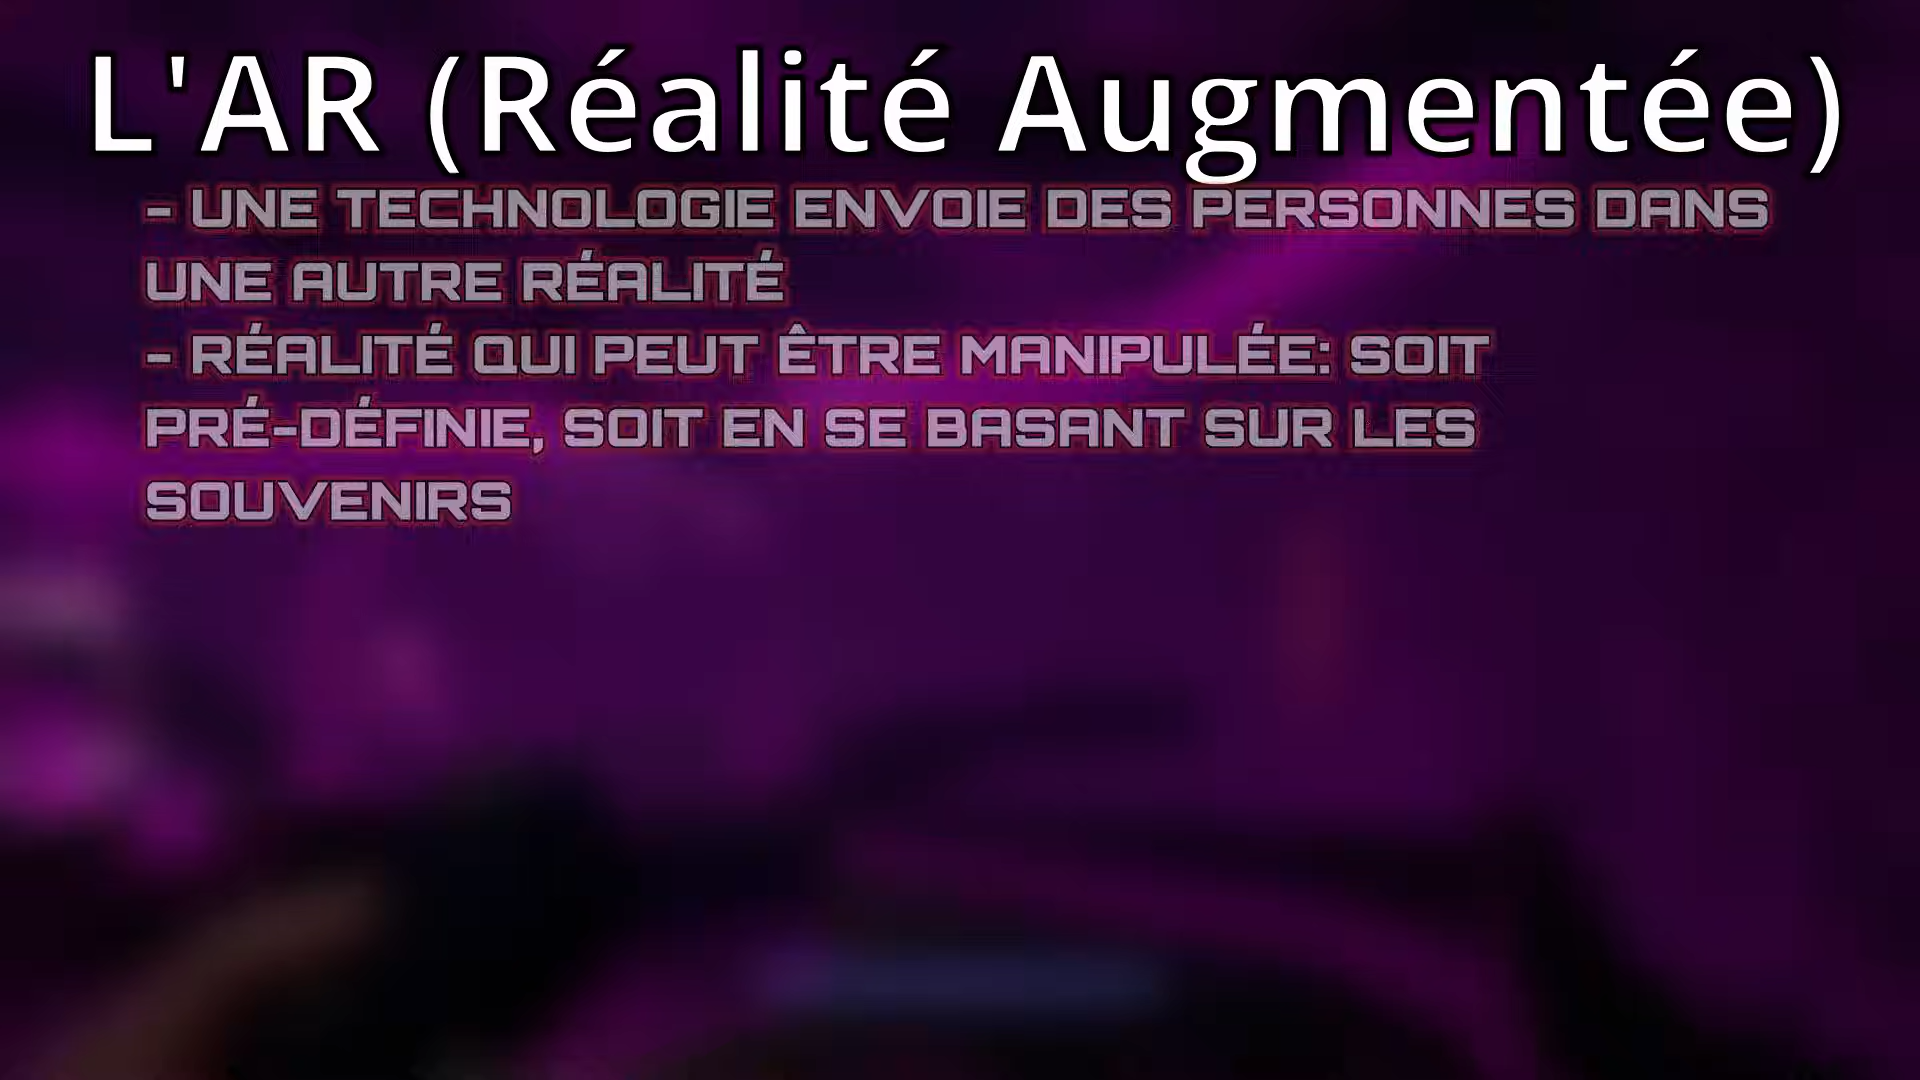 L'AR (Réalité Augmentée)
- UNE TECHNOLOGIE ENVOIE DES PERSONNES DANS
UNE AUTRE RÉALITÉ
- RÉALITÉ QUI PEUT ÊTRE MANIPULÉE: SOIT
PRÉ-DÉFINIE, SOIT EN SE BASANT SUR LES
SOUVENIRS